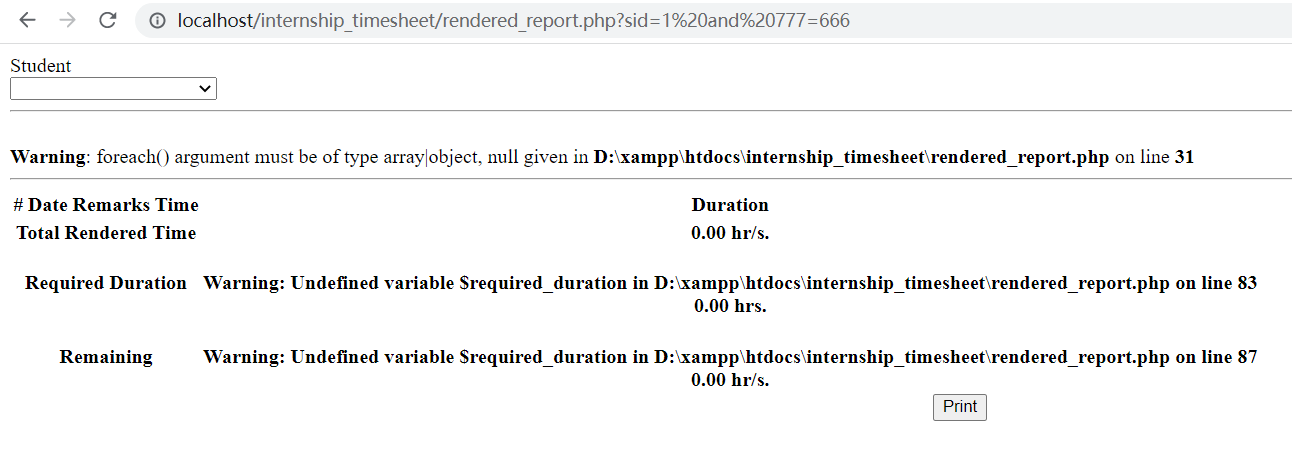 localhost/internship_timesheet/rendered_report.php?sid=1%20and%20777=666
Student
Warning: foreach() argument must be of type array|object, null given in D:\xampp\htdocs\internship_timesheet\rendered_report.php on line 31
# Date Remarks Time Duration
Total Rendered Time 0.00 hr/s.
Required Duration Warning: Undefined variable $required_duration in D:\xampp\htdocs\internship_timesheet\rendered_report.php on line 83
0.00 hrs.
Remaining Warning: Undefined variable $required_duration in D:\xampp\htdocs\internship_timesheet\rendered_report.php on line 87
0.00 hr/s.
Print